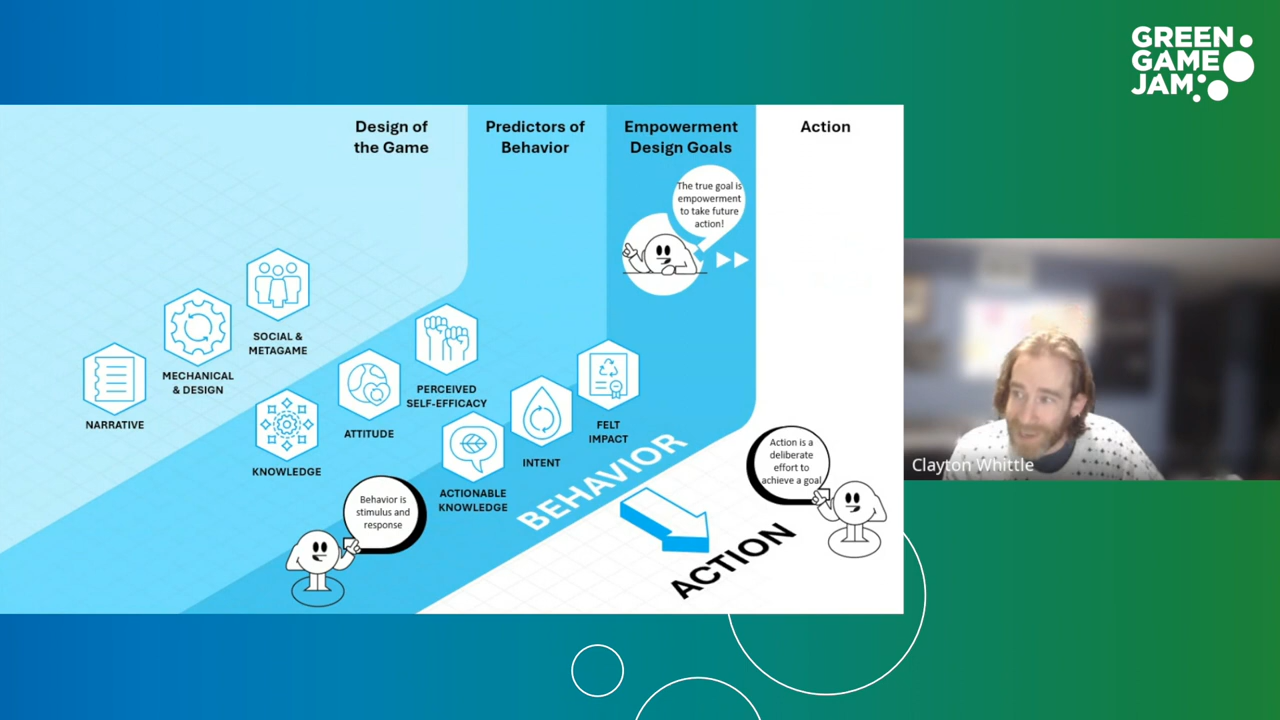 GREEN
GAME
JAM
Design of
the Game
Predictors of
Behavior
Empowerment
Design Goals
Action
The true goal is
empowerment
to take future
action!
SOCIAL &
METAGAME
MECHANICAL
& DESIGN
NARRATIVE
PERCEIVED
SELF-EFFICACY
ATTITUDE
KNOWLEDGE
FELT
IMPACT
INTENT
ACTIONABLE
KNOWLEDGE
BEHAVIOR
ACTION
Behavior is
stimulus and
response
Action is a
deliberate
effort to
achieve a goal
Clayton Whittle